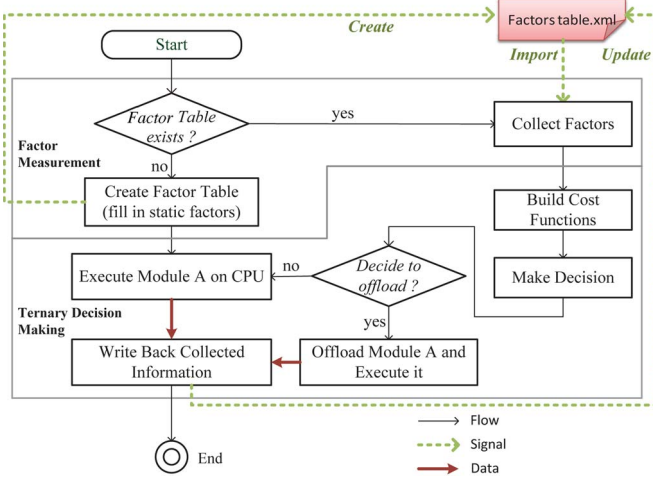 Factors table.xml
Create
Start
Import
Update
Factor Table
exists ?
yes
Collect Factors
Factor
Measurement
no
Create Factor Table
(fill in static factors)
Build Cost
Functions
Execute Module A on CPU
no
Decide to
offload ?
Make Decision
Ternary Decision
Making
yes
Write Back Collected
Information
Offload Module A and
Execute it
Flow
Signal
Data
End